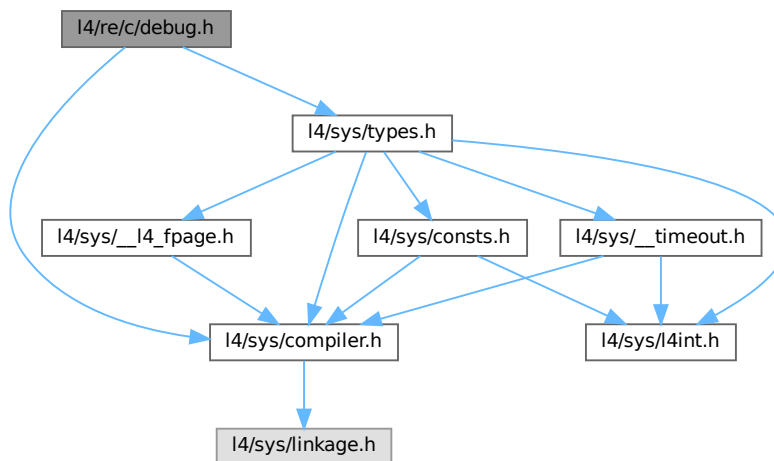 l4/re/c/debug.h
l4/sys/types.h
l4/sys/__l4_fpage.h
l4/sys/consts.h
l4/sys/__timeout.h
l4/sys/compiler.h
l4/sys/l4int.h
l4/sys/linkage.h